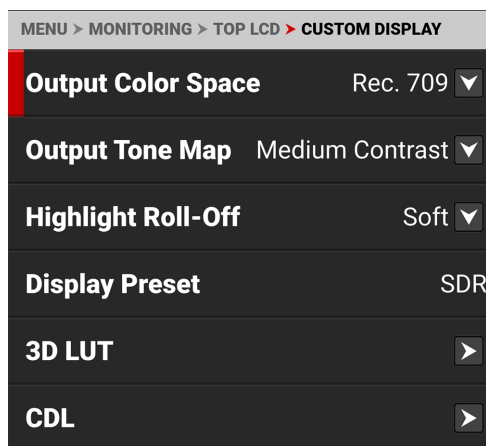 MENU > MONITORING > TOP LCD > CUSTOM DISPLAY
Output Color Space Rec. 709
Output Tone Map Medium Contrast
Highlight Roll-Off Soft
Display Preset SDR
3D LUT
CDL